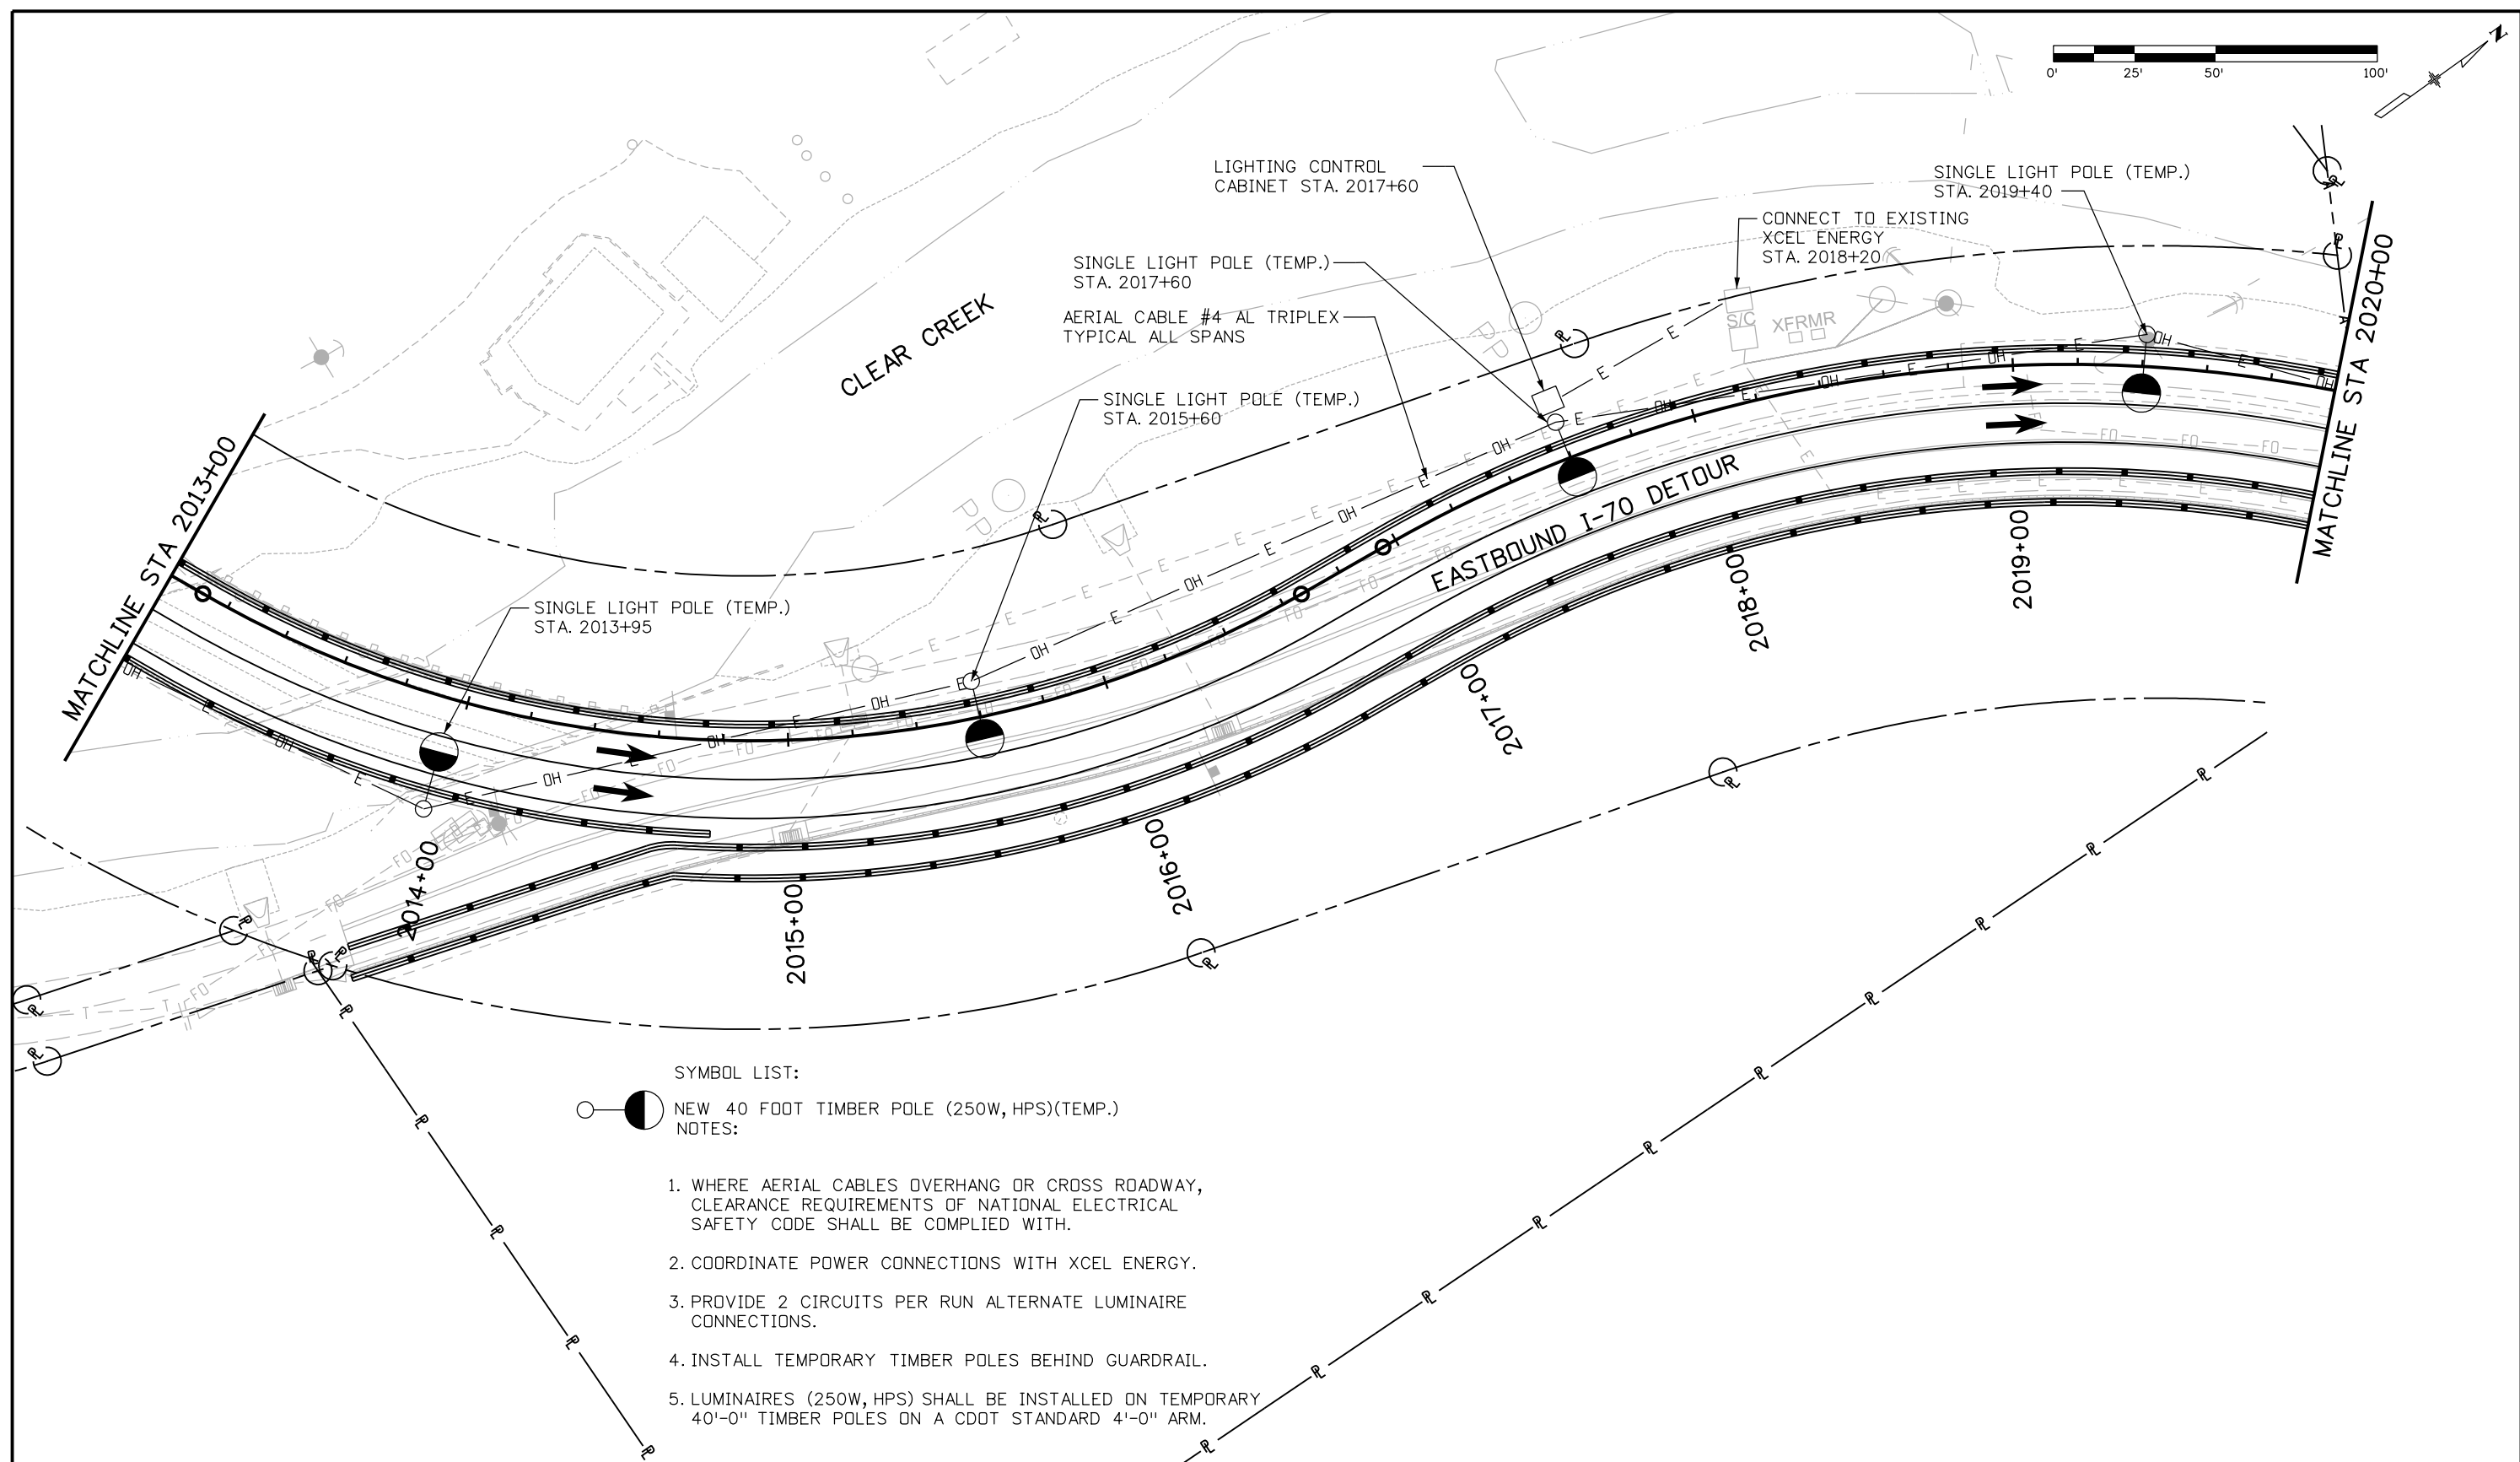 0' 25' 50' 100'
N
LIGHTING CONTROL
CABINET STA. 2017+60
SINGLE LIGHT POLE (TEMP.)
STA. 2019+40
CONNECT TO EXISTING
XCEL ENERGY
STA. 2018+20
SINGLE LIGHT POLE (TEMP.)
STA. 2017+60
AERIAL CABLE #4 AL TRIPLEX
TYPICAL ALL SPANS
S/C
XFRMR
CLEAR CREEK
SINGLE LIGHT POLE (TEMP.)
STA. 2015+60
MATCHLINE STA 2013+00
MATCHLINE STA 2020+00
EASTBOUND I-70 DETOUR
SINGLE LIGHT POLE (TEMP.)
STA. 2013+95
2014+00
2015+00
2016+00
2017+00
2018+00
2019+00
SYMBOL LIST:
NEW 40 FOOT TIMBER POLE (250W, HPS)(TEMP.)
NOTES:
1. WHERE AERIAL CABLES OVERHANG OR CROSS ROADWAY,
CLEARANCE REQUIREMENTS OF NATIONAL ELECTRICAL
SAFETY CODE SHALL BE COMPLIED WITH.
2. COORDINATE POWER CONNECTIONS WITH XCEL ENERGY.
3. PROVIDE 2 CIRCUITS PER RUN ALTERNATE LUMINAIRE
CONNECTIONS.
4. INSTALL TEMPORARY TIMBER POLES BEHIND GUARDRAIL.
5. LUMINAIRES (250W, HPS) SHALL BE INSTALLED ON TEMPORARY
40'-0" TIMBER POLES ON A CDOT STANDARD 4'-0" ARM.